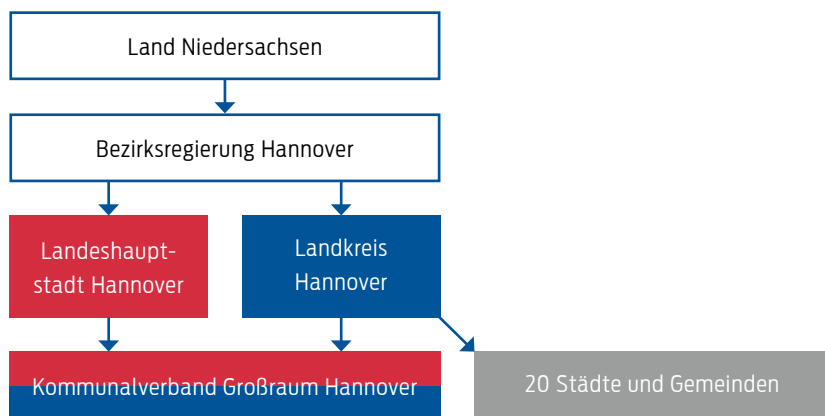 Land Niedersachsen
Bezirksregierung Hannover
Landeshaupt-
stadt Hannover
Landkreis
Hannover
Kommunalverband Großraum Hannover
20 Städte und Gemeinden